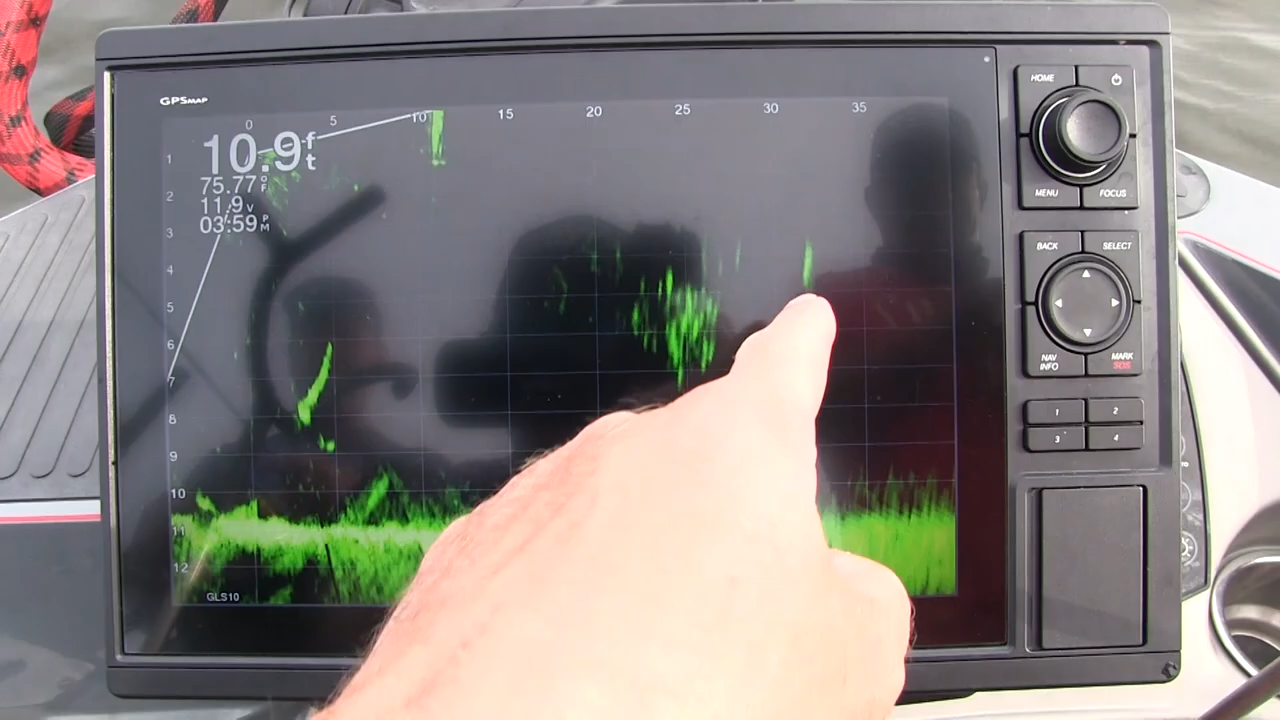 GPSMAP
0 5 10 15 20 25 30 35
10.9 ft
75.77 °F
11.9 V
03:59 PM
1
2
3
4
5
6
7
8
9
10
11
12
GLS10
HOME
MENU FOCUS
BACK SELECT
NAV INFO MARK SOS
1 2
3 4